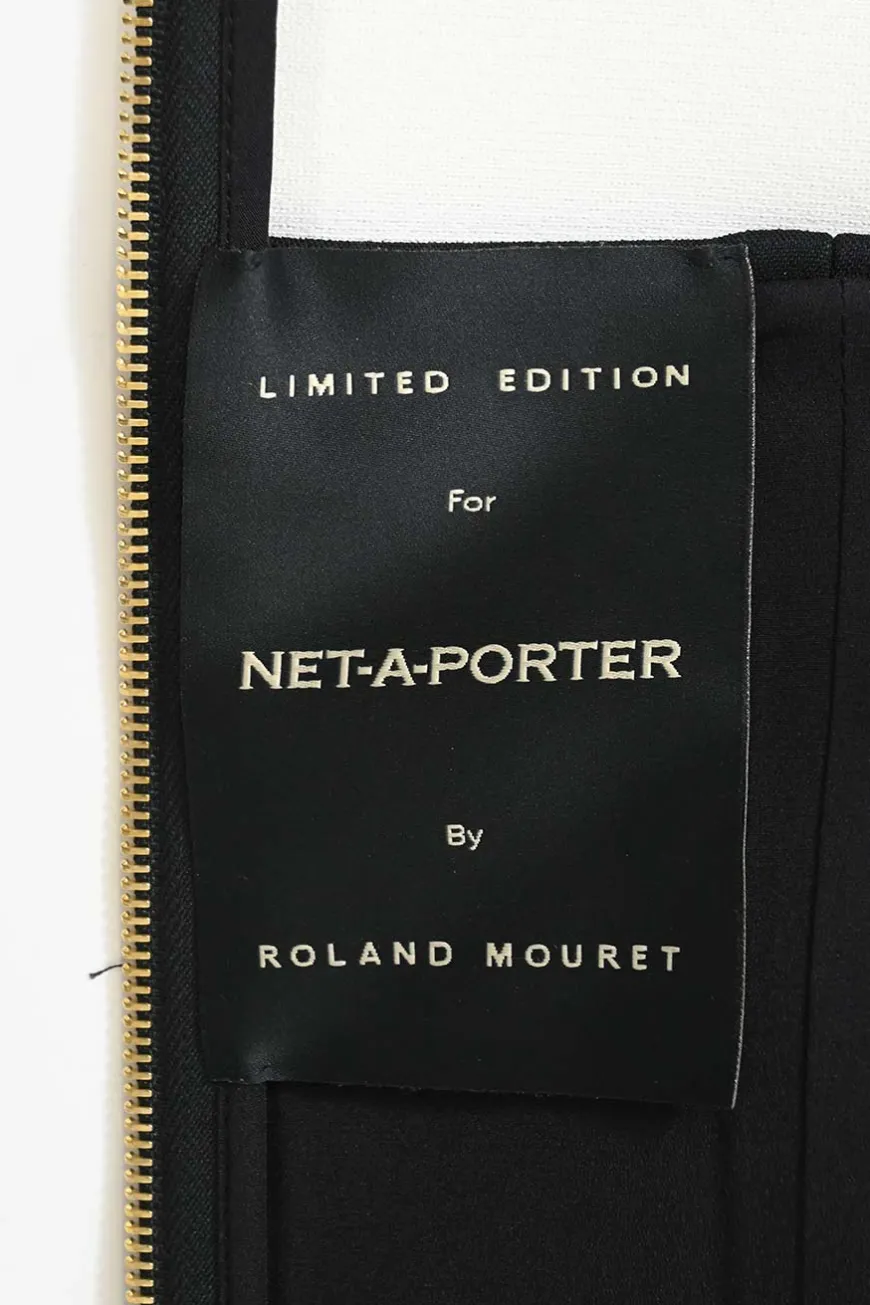 LIMITED EDITION
For
NET-A-PORTER
By
ROLAND MOURET